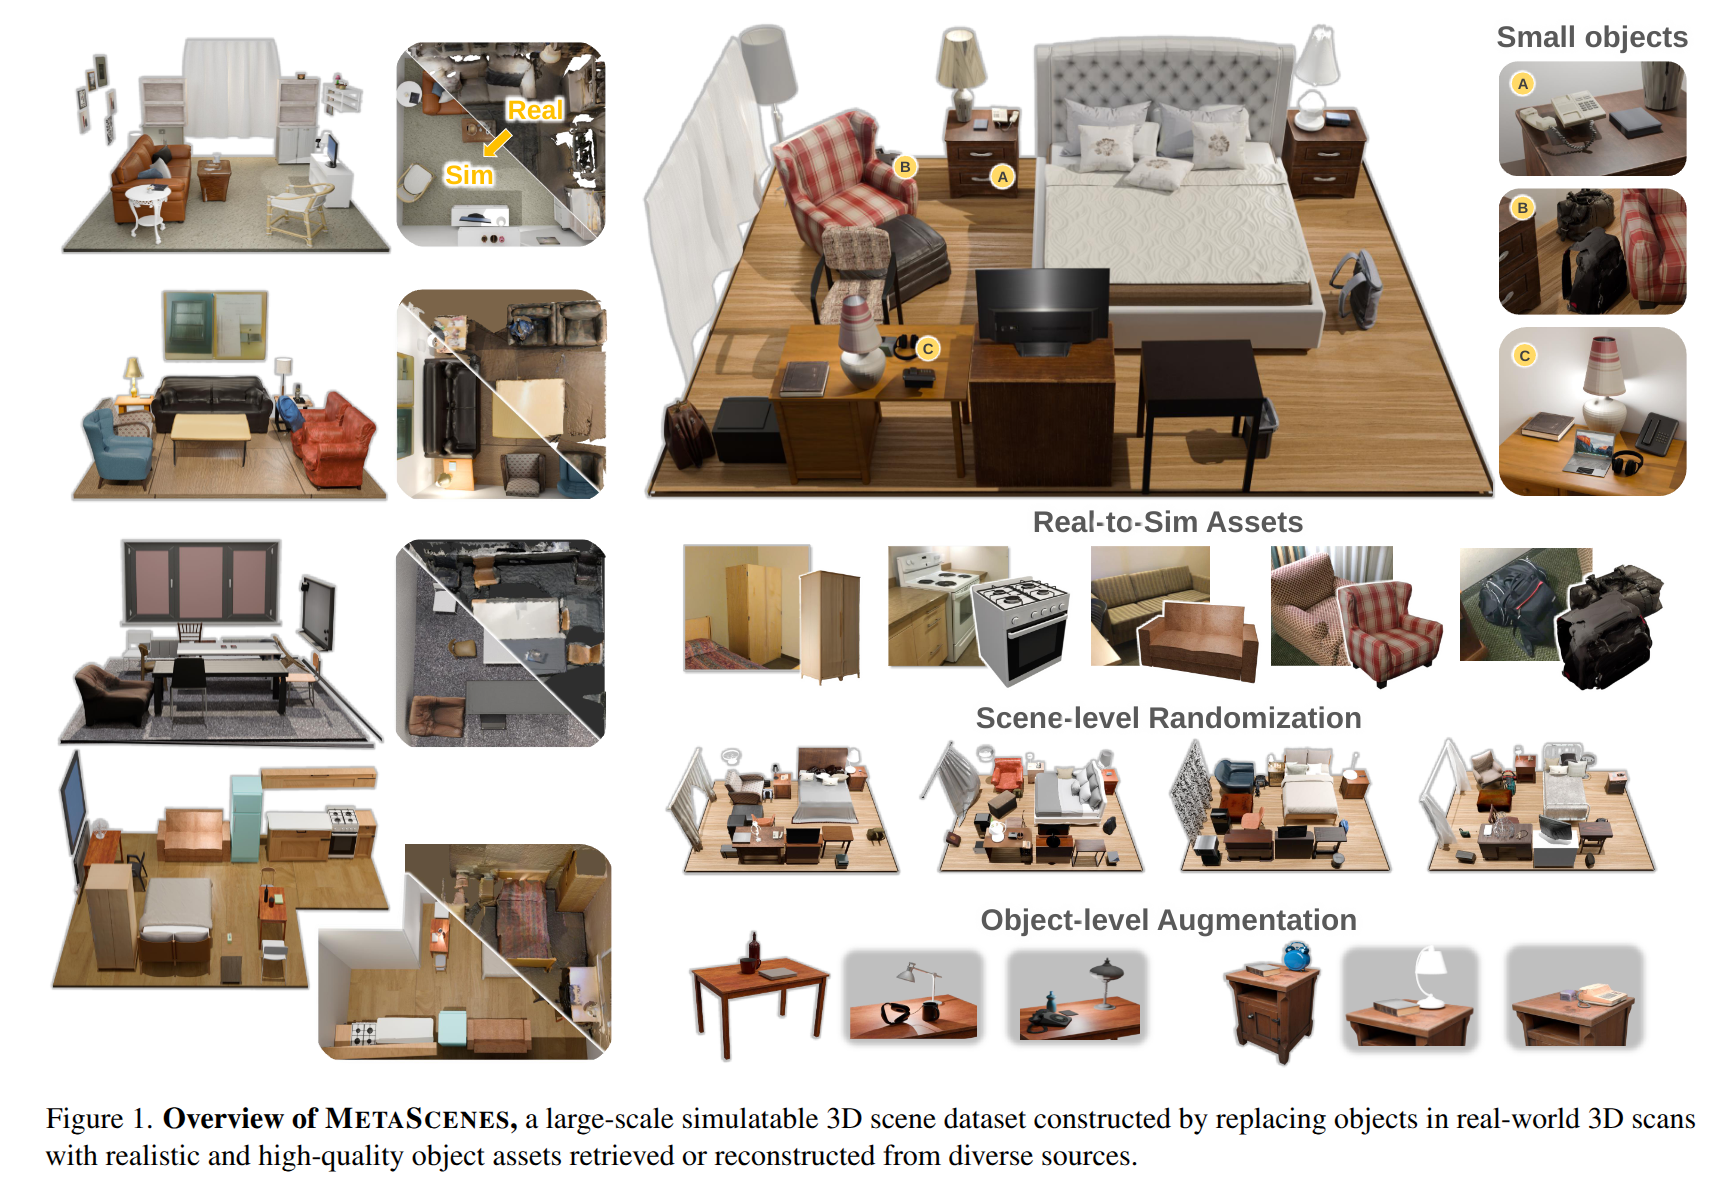 Small objects
A
Real
Sim
B
A
B
C
C
Real-to-Sim Assets
Scene-level Randomization
Object-level Augmentation
Figure 1. Overview of METASCENES, a large-scale simulatable 3D scene dataset constructed by replacing objects in real-world 3D scans
with realistic and high-quality object assets retrieved or reconstructed from diverse sources.